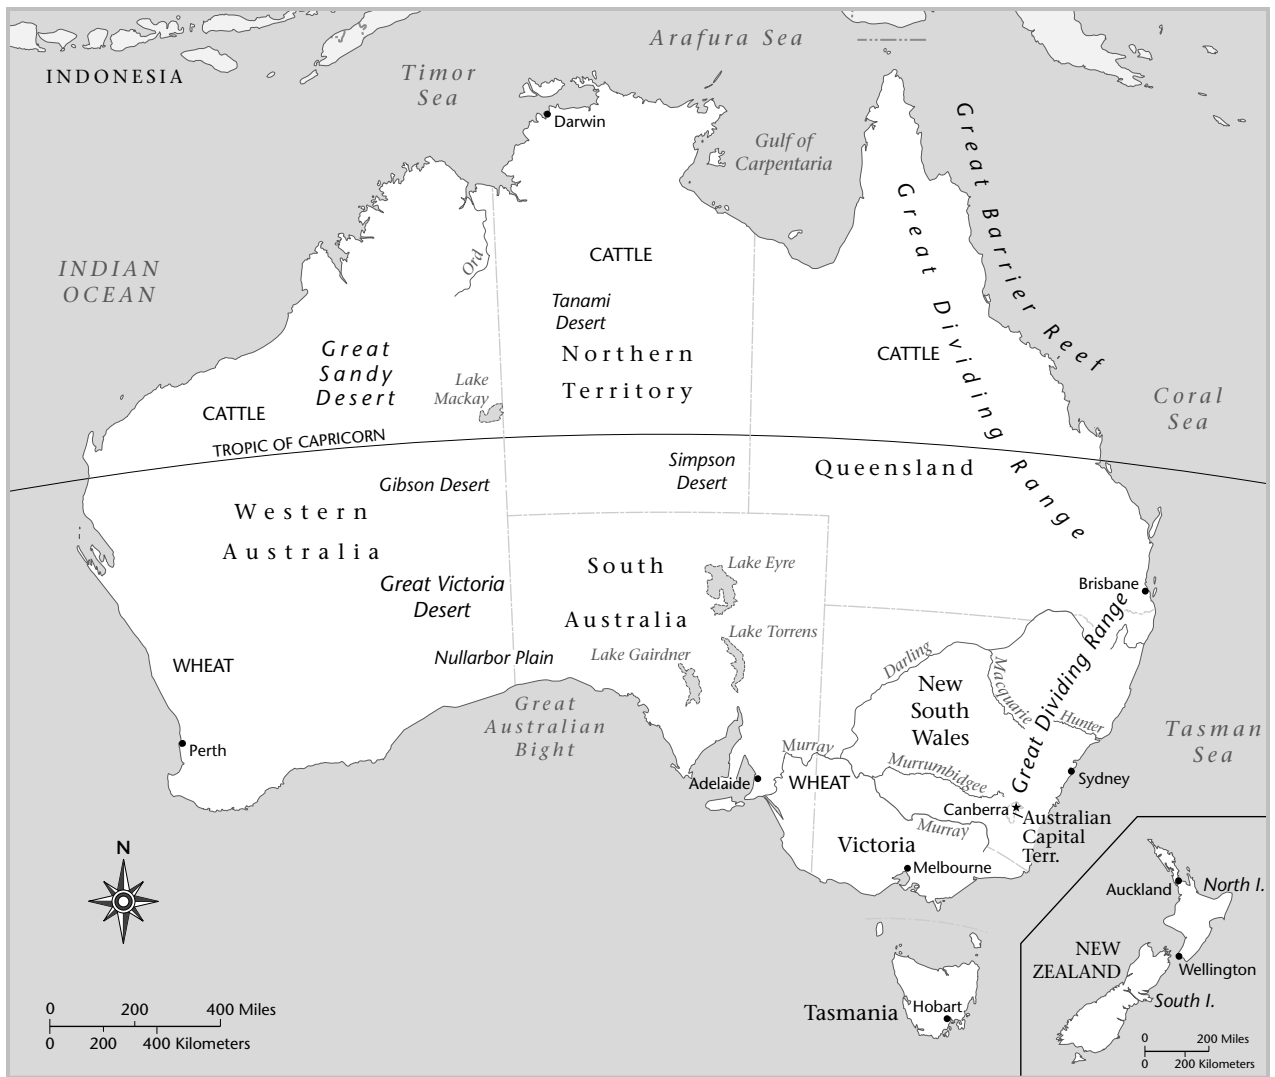 Arafura Sea
INDONESIA
Timor
Sea
Darwin
Gulf of
Carpentaria
Great Barrier Reef
Great Dividing Range
INDIAN
OCEAN
Ord
CATTLE
Tanami
Desert
Northern
Territory
Great
Sandy
Desert
Lake
Mackay
CATTLE
CATTLE
Coral
Sea
TROPIC OF CAPRICORN
Simpson
Desert
Queensland
Gibson Desert
Western
Australia
South
Australia
Lake Eyre
Great Victoria
Desert
Brisbane
Lake Torrens
Lake Gairdner
Nullarbor Plain
WHEAT
Darling
Macquarie
Great Dividing Range
New
South
Wales
Hunter
Great
Australian
Bight
Tasman
Sea
Perth
Murray
Murrumbidgee
Adelaide
WHEAT
Sydney
Canberra
Australian
Capital
Terr.
Murray
Victoria
Melbourne
N
Auckland
North I.
NEW
ZEALAND
Wellington
South I.
Tasmania
Hobart
0 200 400 Miles
0 200 400 Kilometers
0 200 Miles
0 200 Kilometers